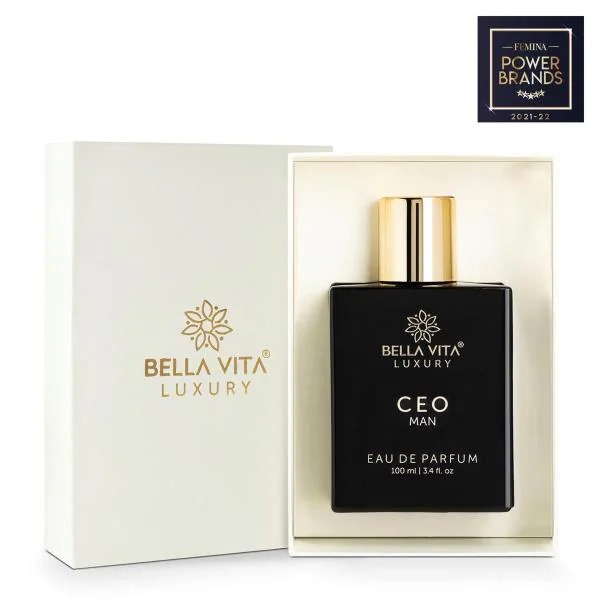 FEMINA
POWER
BRANDS
2021-22
BELLA VITA®
LUXURY
BELLA VITA®
LUXURY
CEO
MAN
EAU DE PARFUM
100 ml | 3.4 fl. oz